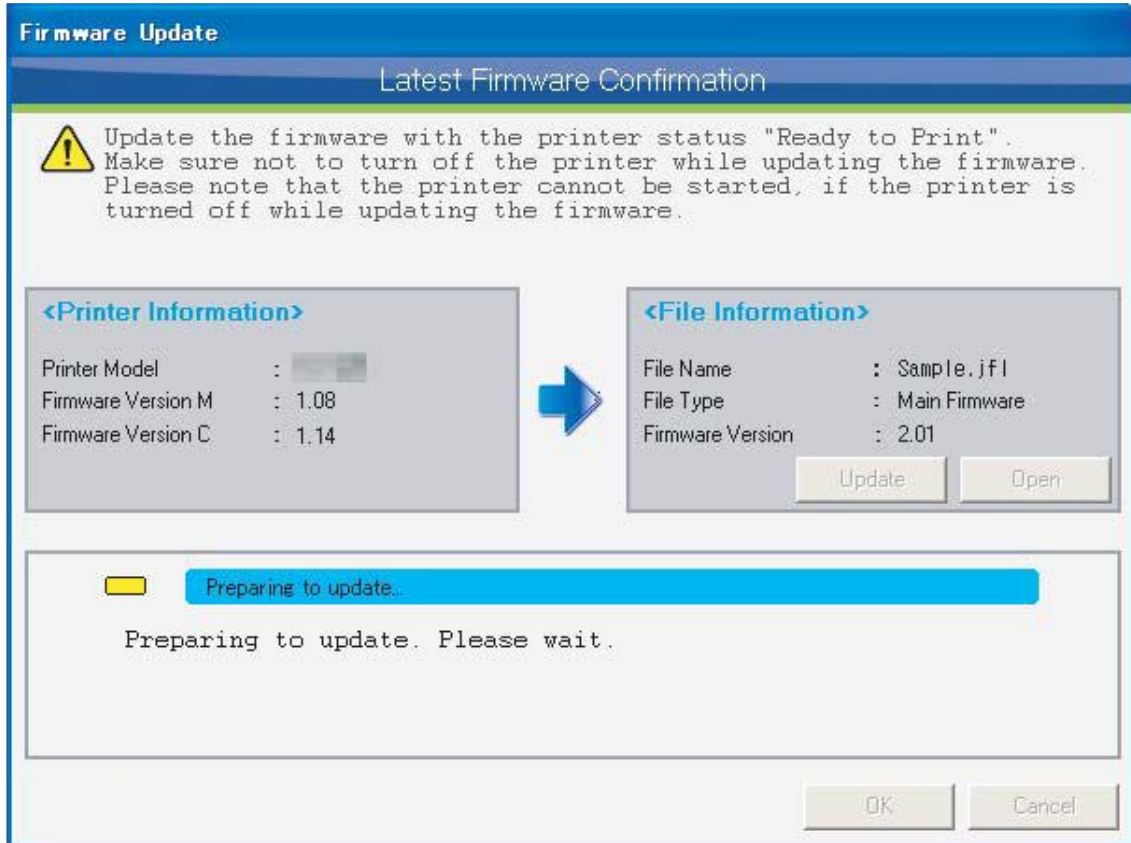 Firmware Update
Latest Firmware Confirmation
Update the firmware with the printer status "Ready to Print".
Make sure not to turn off the printer while updating the firmware.
Please note that the printer cannot be started, if the printer is
turned off while updating the firmware.
<Printer Information>
Printer Model :
Firmware Version M : 1.08
Firmware Version C : 1.14
<File Information>
File Name : Sample.jfl
File Type : Main Firmware
Firmware Version : 2.01
Update Open
Preparing to update...
Preparing to update. Please wait.
OK Cancel